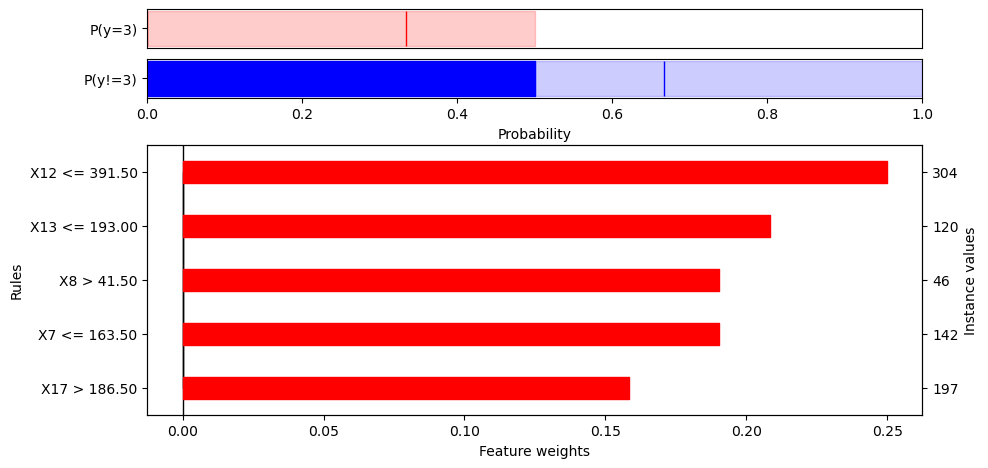 P(y=3)
P(y!=3)
0.0 0.2 0.4 0.6 0.8 1.0
Probability
X12 <= 391.50 304
X13 <= 193.00 120
X8 > 41.50 46
X7 <= 163.50 142
X17 > 186.50 197
Rules
Instance values
0.00 0.05 0.10 0.15 0.20 0.25
Feature weights